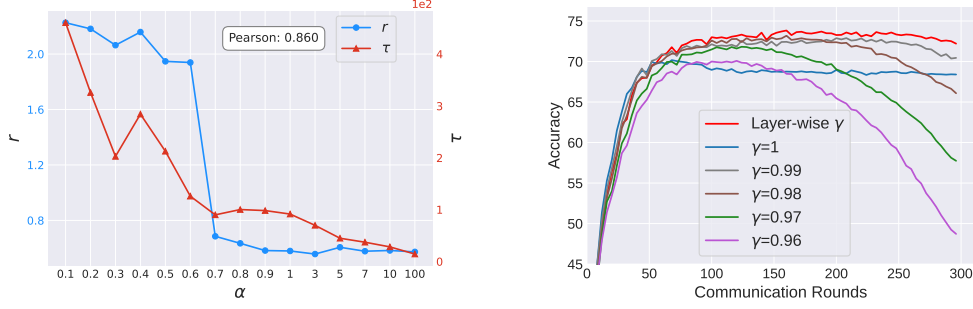 1e2
2.0
1.6
1.2
0.8
r
Pearson: 0.860
r
τ
4
3
2
1
0
τ
0.1 0.2 0.3 0.4 0.5 0.6 0.7 0.8 0.9 1 3 5 7 10 100
α
75
70
65
60
55
50
45
Accuracy
Layer-wise γ
γ=1
γ=0.99
γ=0.98
γ=0.97
γ=0.96
0 50 100 150 200 250 300
Communication Rounds